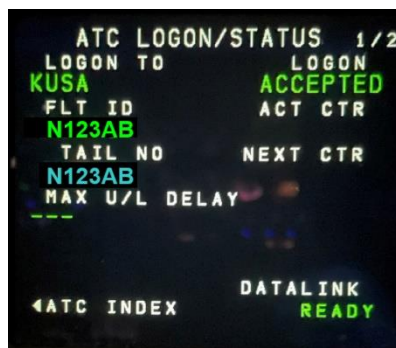 ATC LOGON/STATUS 1/2
LOGON TO LOGON
KUSA ACCEPTED
FLT ID ACT CTR
N123AB
TAIL NO NEXT CTR
N123AB
MAX U/L DELAY
---
DATALINK
◄ATC INDEX READY